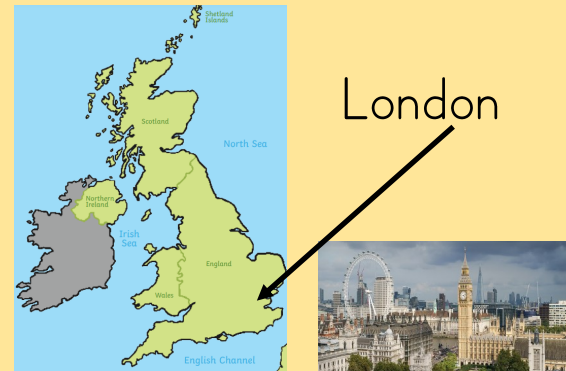 Shetland
Islands
Scotland
North Sea
London
Northern
Ireland
Irish
Sea
England
Wales
English Channel